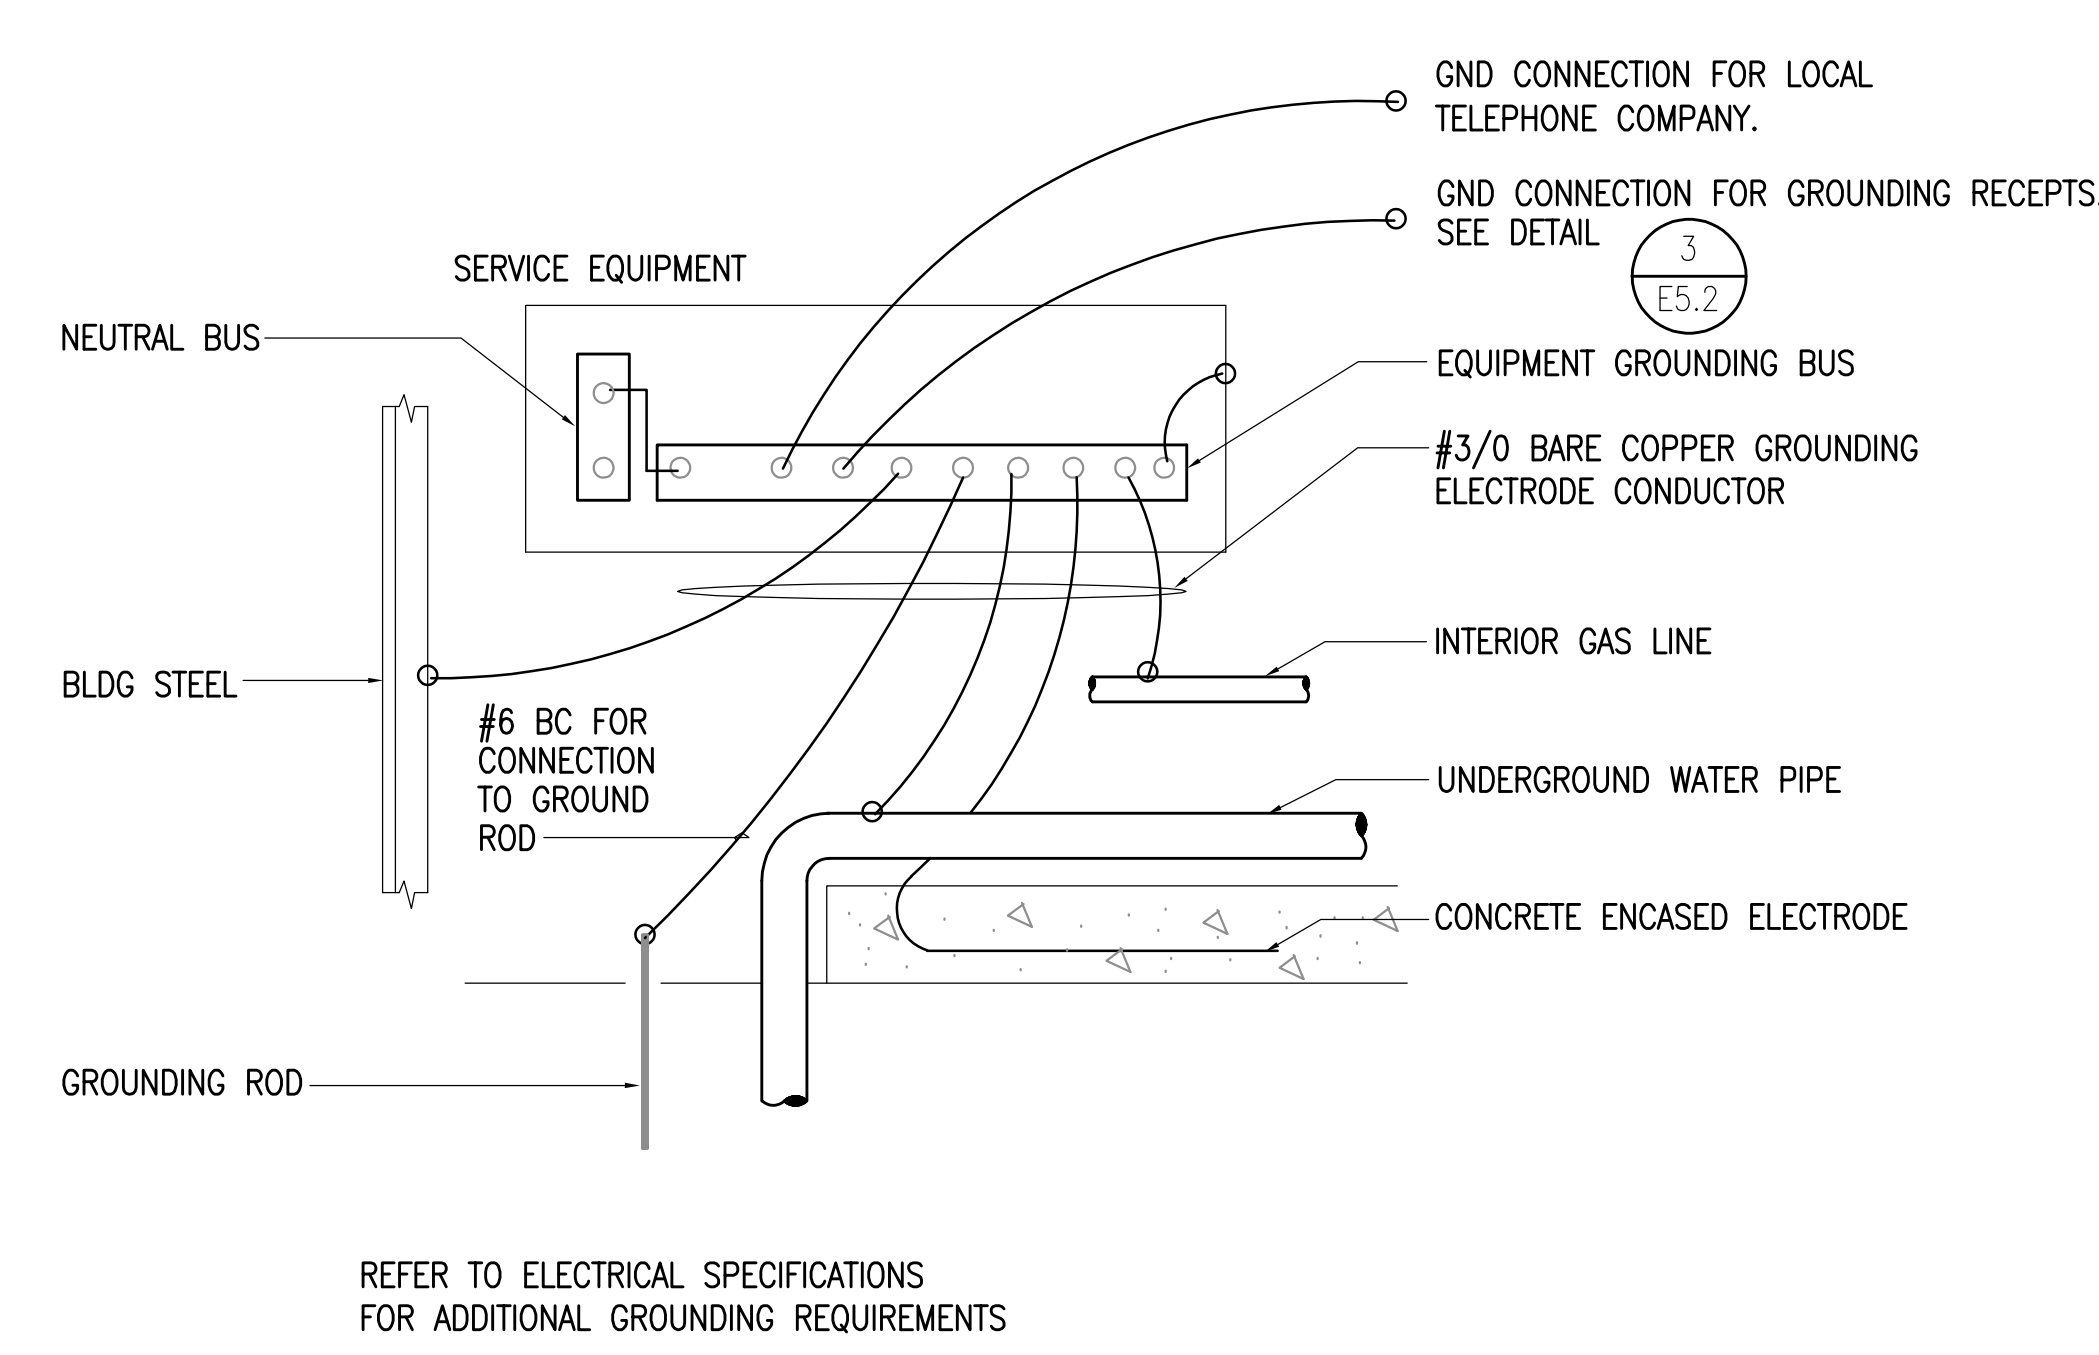 GND CONNECTION FOR LOCAL
TELEPHONE COMPANY.
GND CONNECTION FOR GROUNDING RECEPTS.
SEE DETAIL
3
E5.2
SERVICE EQUIPMENT
NEUTRAL BUS
EQUIPMENT GROUNDING BUS
#3/0 BARE COPPER GROUNDING
ELECTRODE CONDUCTOR
INTERIOR GAS LINE
BLDG STEEL
#6 BC FOR
CONNECTION
TO GROUND
ROD
UNDERGROUND WATER PIPE
CONCRETE ENCASED ELECTRODE
GROUNDING ROD
REFER TO ELECTRICAL SPECIFICATIONS
FOR ADDITIONAL GROUNDING REQUIREMENTS